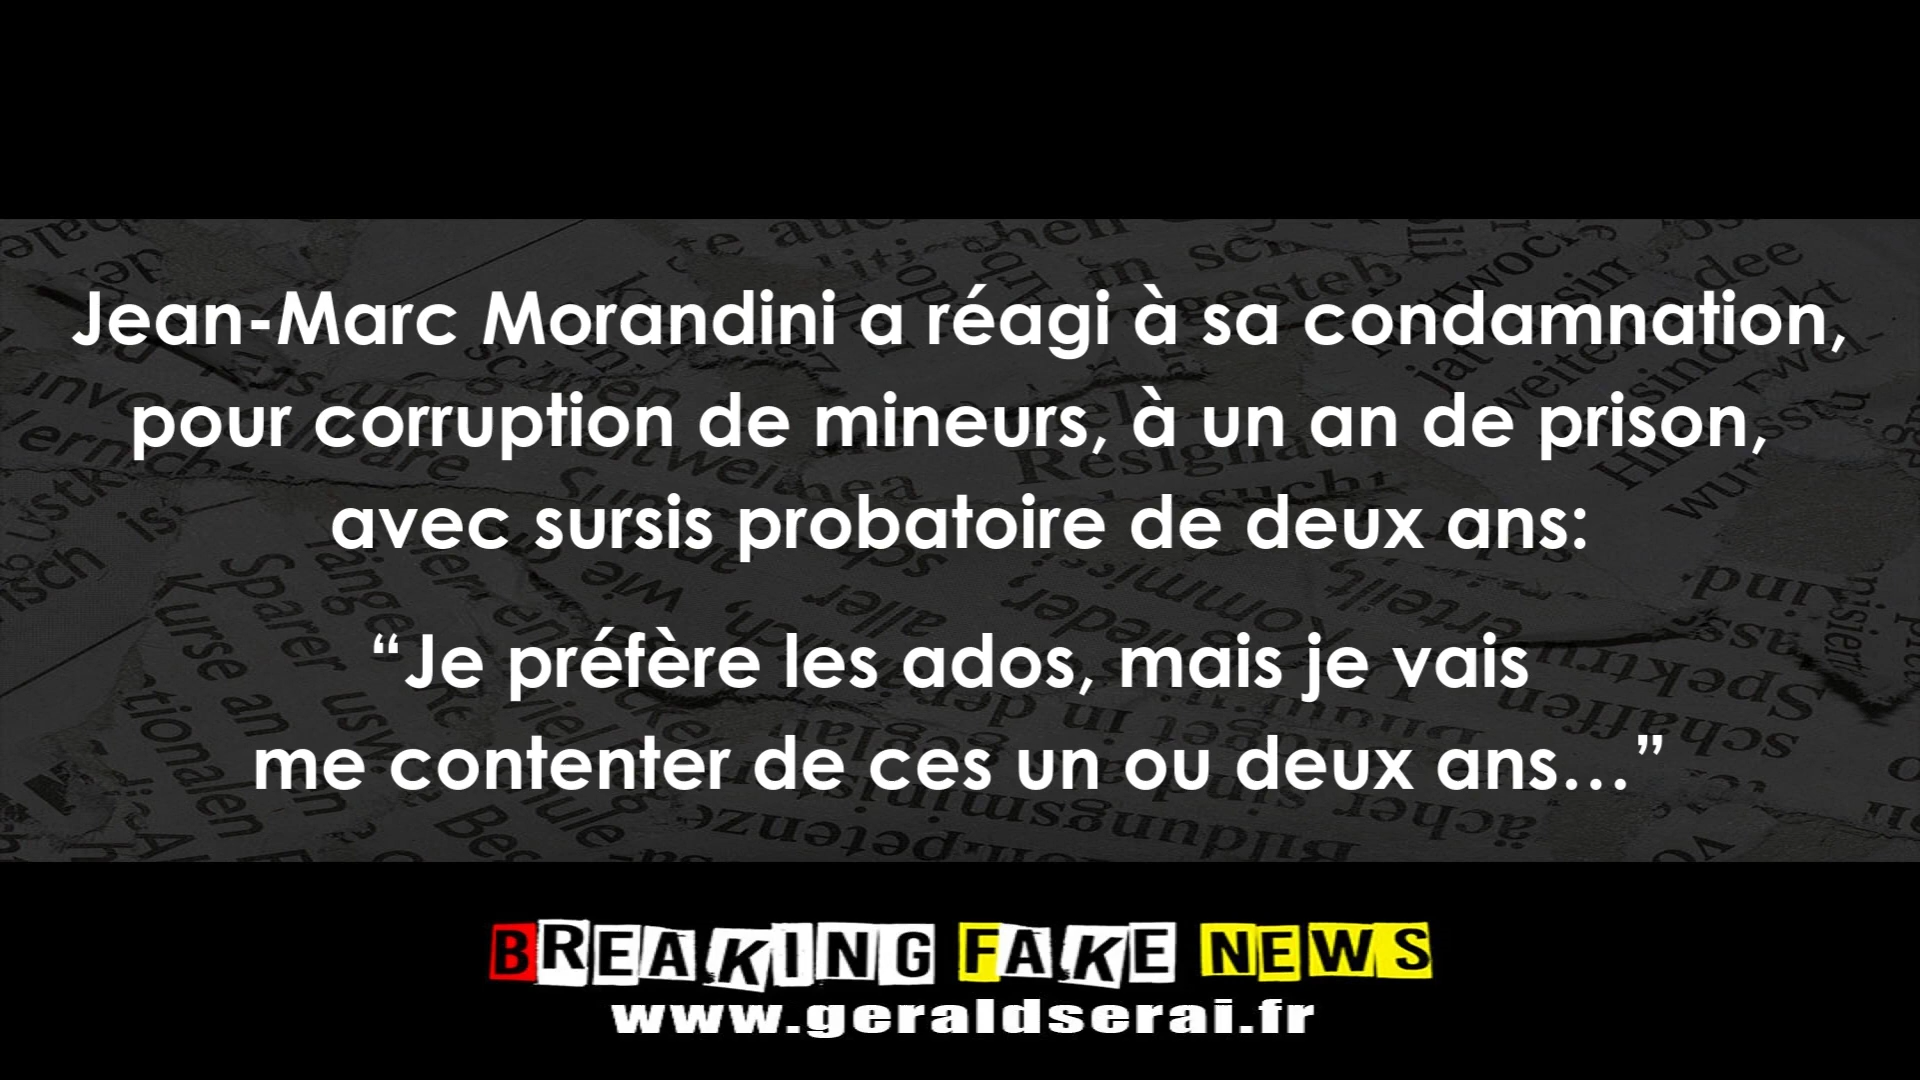 Jean-Marc Morandini a réagi à sa condamnation,
pour corruption de mineurs, à un an de prison,
avec sursis probatoire de deux ans:
“Je préfère les ados, mais je vais
me contenter de ces un ou deux ans…”
BREAKING FAKE NEWS
www.geraldserai.fr